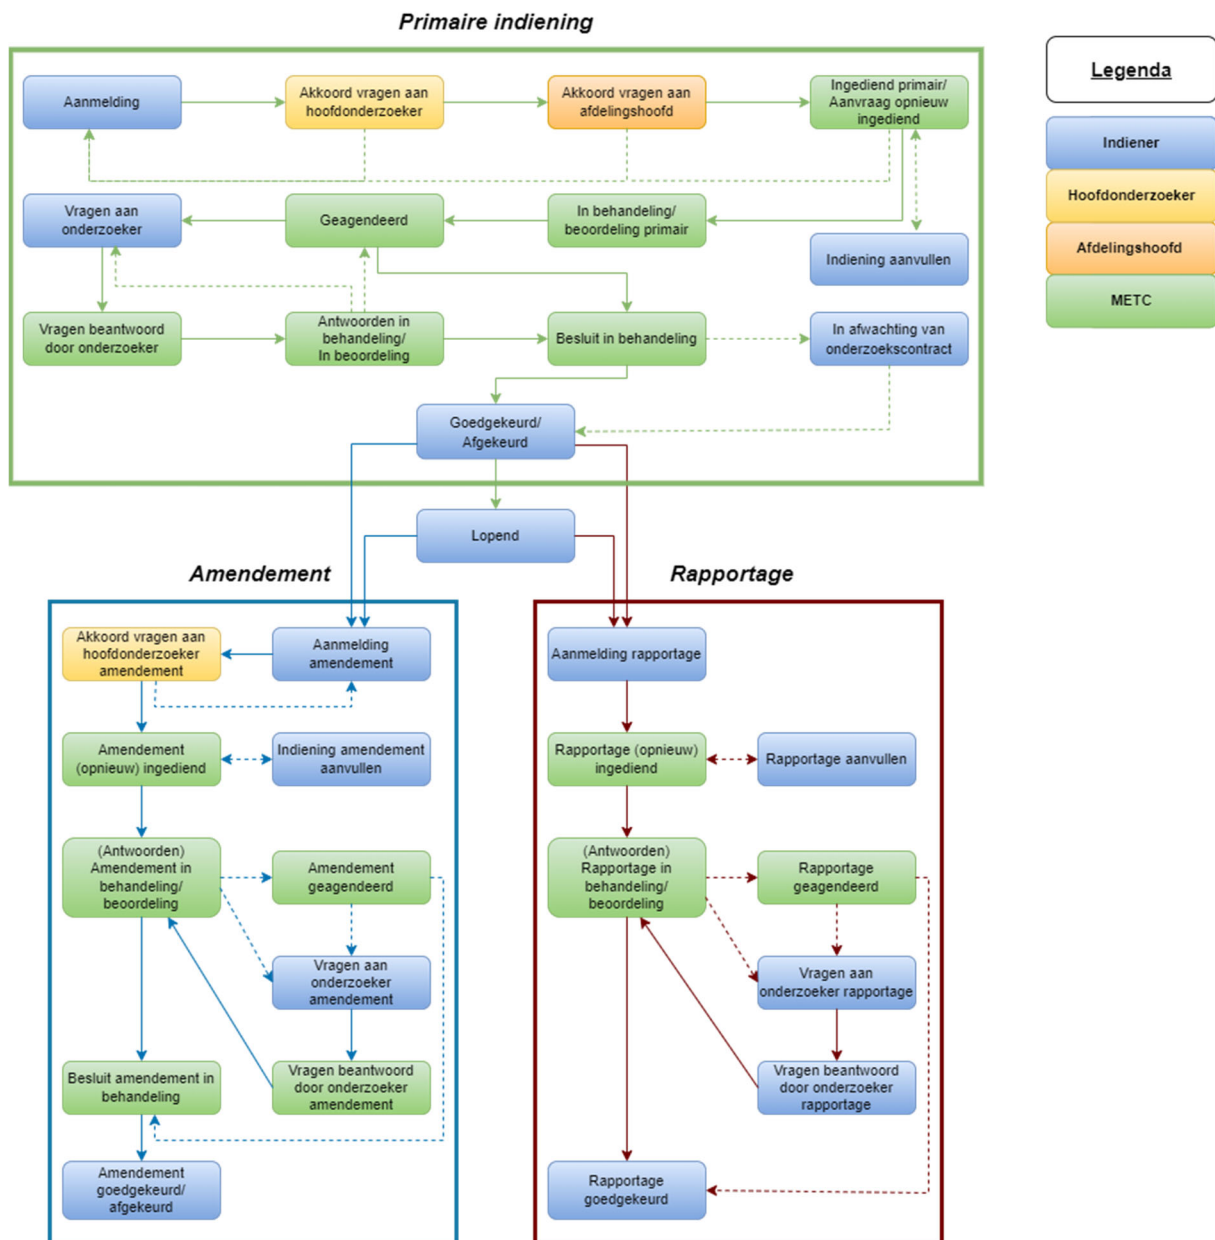 Primaire indiening
Legenda
Aanmelding
Akkoord vragen aan
hoofdonderzoeker
Akkoord vragen aan
afdelingshoofd
Ingediend primair/
Aanvraag opnieuw
ingediend
Indiener
Hoofdonderzoeker
Afdelingshoofd
METC
Vragen aan
onderzoeker
Geagendeerd
In behandeling/
beoordeling primair
Indiening aanvullen
Vragen beantwoord
door onderzoeker
Antwoorden in
behandeling/
In beoordeling
Besluit in behandeling
In afwachting van
onderzoekscontract
Goedgekeurd/
Afgekeurd
Lopend
Amendement
Akkoord vragen aan
hoofdonderzoeker
amendement
Aanmelding
amendement
Amendement
(opnieuw) ingediend
Indiening amendement
aanvullen
(Antwoorden)
Amendement in
behandeling/
beoordeling
Amendement
geagendeerd
Vragen aan
onderzoeker
amendement
Besluit amendement in
behandeling
Vragen beantwoord
door onderzoeker
amendement
Amendement
goedgekeurd/
afgekeurd
Rapportage
Aanmelding rapportage
Rapportage (opnieuw)
ingediend
Rapportage aanvullen
(Antwoorden)
Rapportage in
behandeling/
beoordeling
Rapportage
geagendeerd
Vragen aan
onderzoeker rapportage
Vragen beantwoord
door onderzoeker
rapportage
Rapportage
goedgekeurd